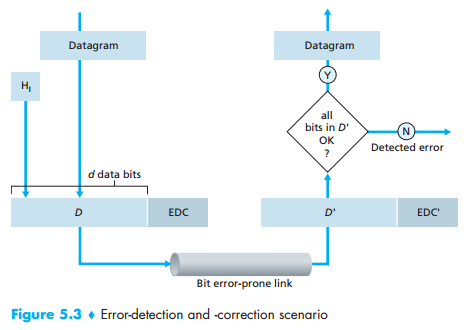 Datagram
Datagram
H₁
Y
all
bits in D'
OK
?
N
Detected error
d data bits
D
EDC
D'
EDC'
Bit error-prone link
Figure 5.3 ♦ Error-detection and -correction scenario